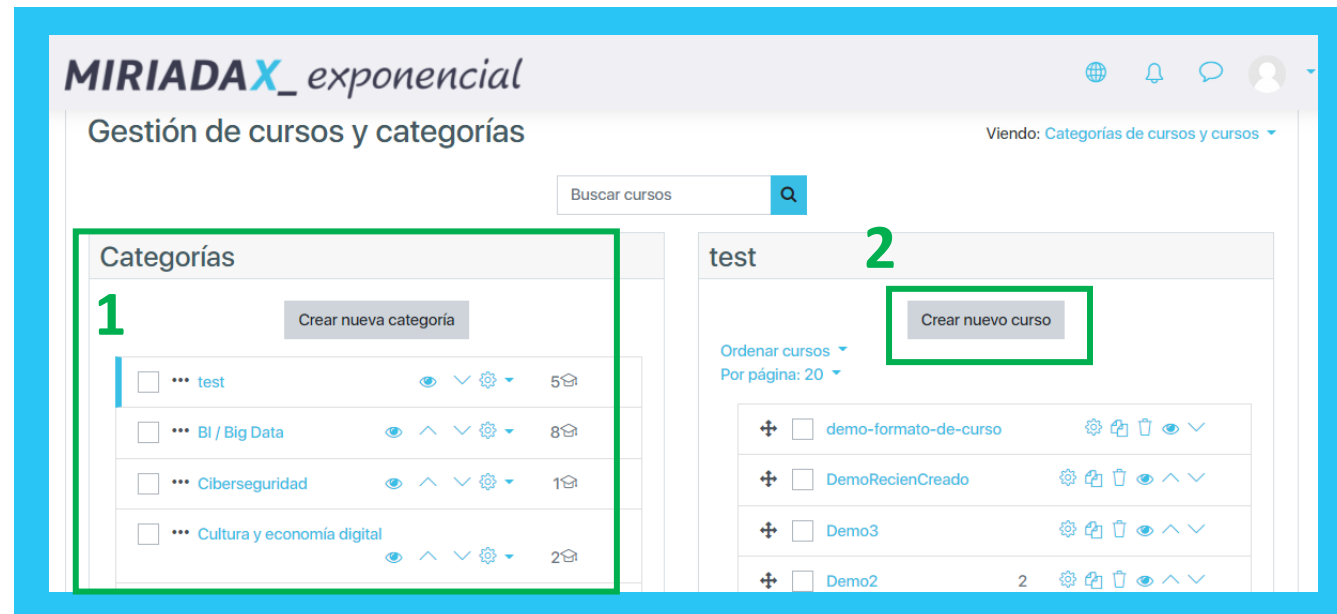 MIRIADAX_ exponencial
Gestión de cursos y categorías
Viendo: Categorías de cursos y cursos
Buscar cursos
Categorías
1
Crear nueva categoría
test 5
BI / Big Data 8
Ciberseguridad 1
Cultura y economía digital
2
test
2
Crear nuevo curso
Ordenar cursos
Por página: 20
demo-formato-de-curso
DemoRecienCreado
Demo3
Demo2 2